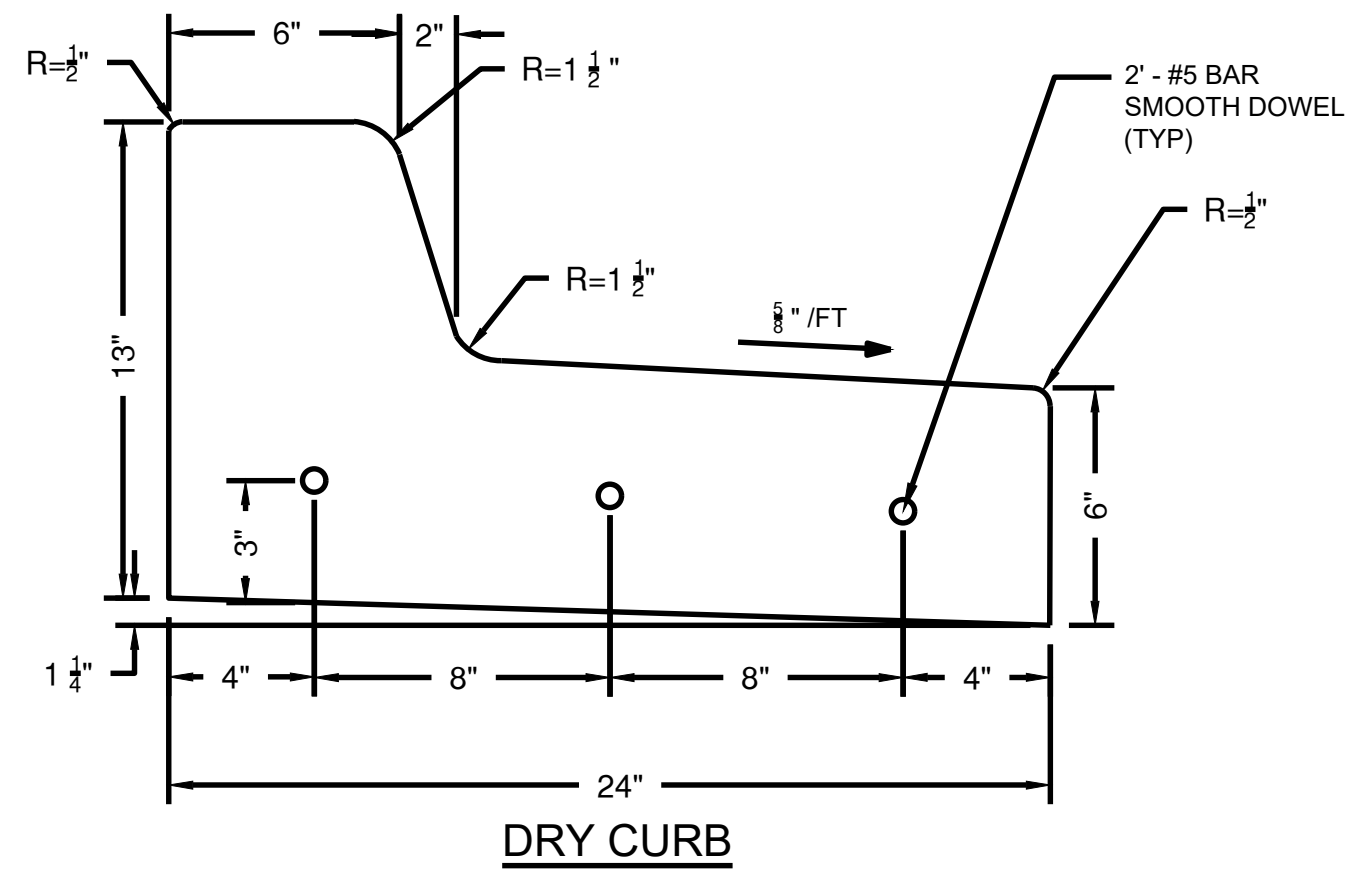 6"
2"
R=1/2"
R=1 1/2 "
2' - #5 BAR
SMOOTH DOWEL
(TYP)
R=1/2"
R=1 1/2"
5/8 " /FT
13"
6"
3"
1 1/4"
4"
8"
8"
4"
24"
DRY CURB